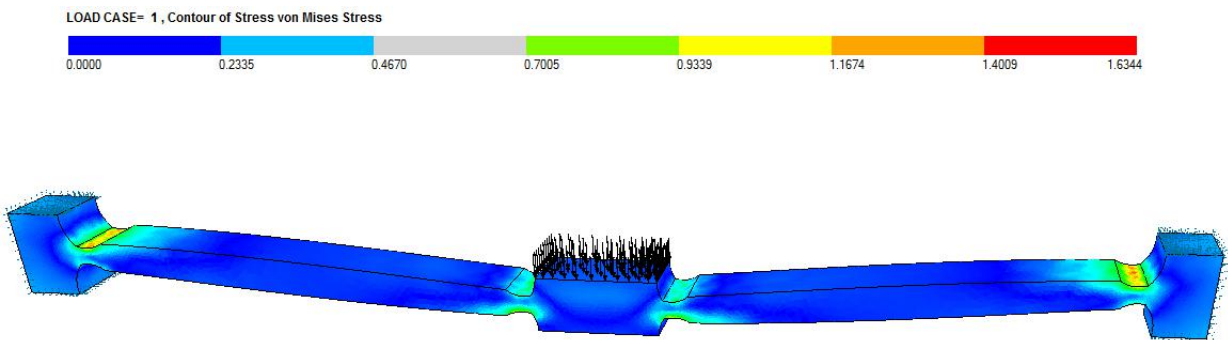 LOAD CASE= 1 , Contour of Stress von Mises Stress
0.0000 0.2335 0.4670 0.7005 0.9339 1.1674 1.4009 1.6344